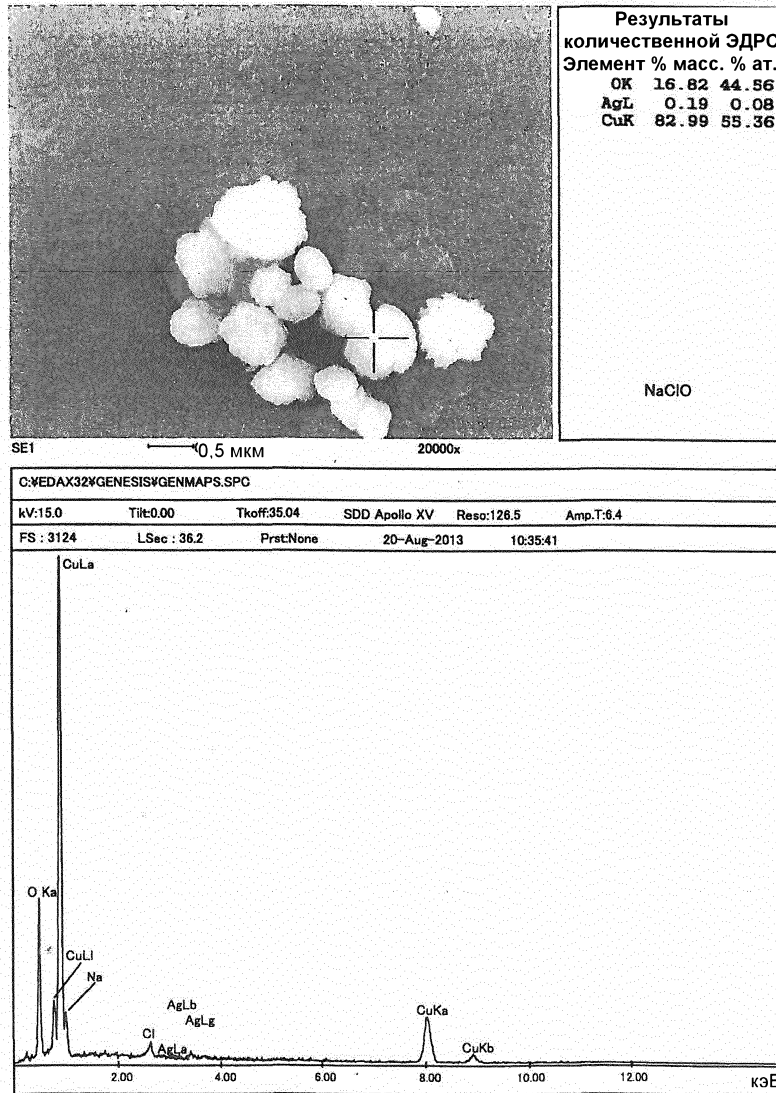 Результаты
количественной ЭДРС
Элемент % масс. % ат.
OK 16.82 44.56
AgL 0.19 0.08
CuK 82.99 55.36
NaClO
SE1 0,5 мкм 20000x
C:¥EDAX32¥GENESIS¥GENMAPS.SPC
kV:15.0 Tilt:0.00 Tkoff:35.04 SDD Apollo XV Reso:126.5 Amp.T:6.4
FS : 3124 LSec : 36.2 Prst:None 20-Aug-2013 10:35:41
CuLa
O Ka
CuLl
Na
AgLb
AgLg
Cl
AgLa
CuKa
CuKb
2.00 4.00 6.00 8.00 10.00 12.00 кэВ